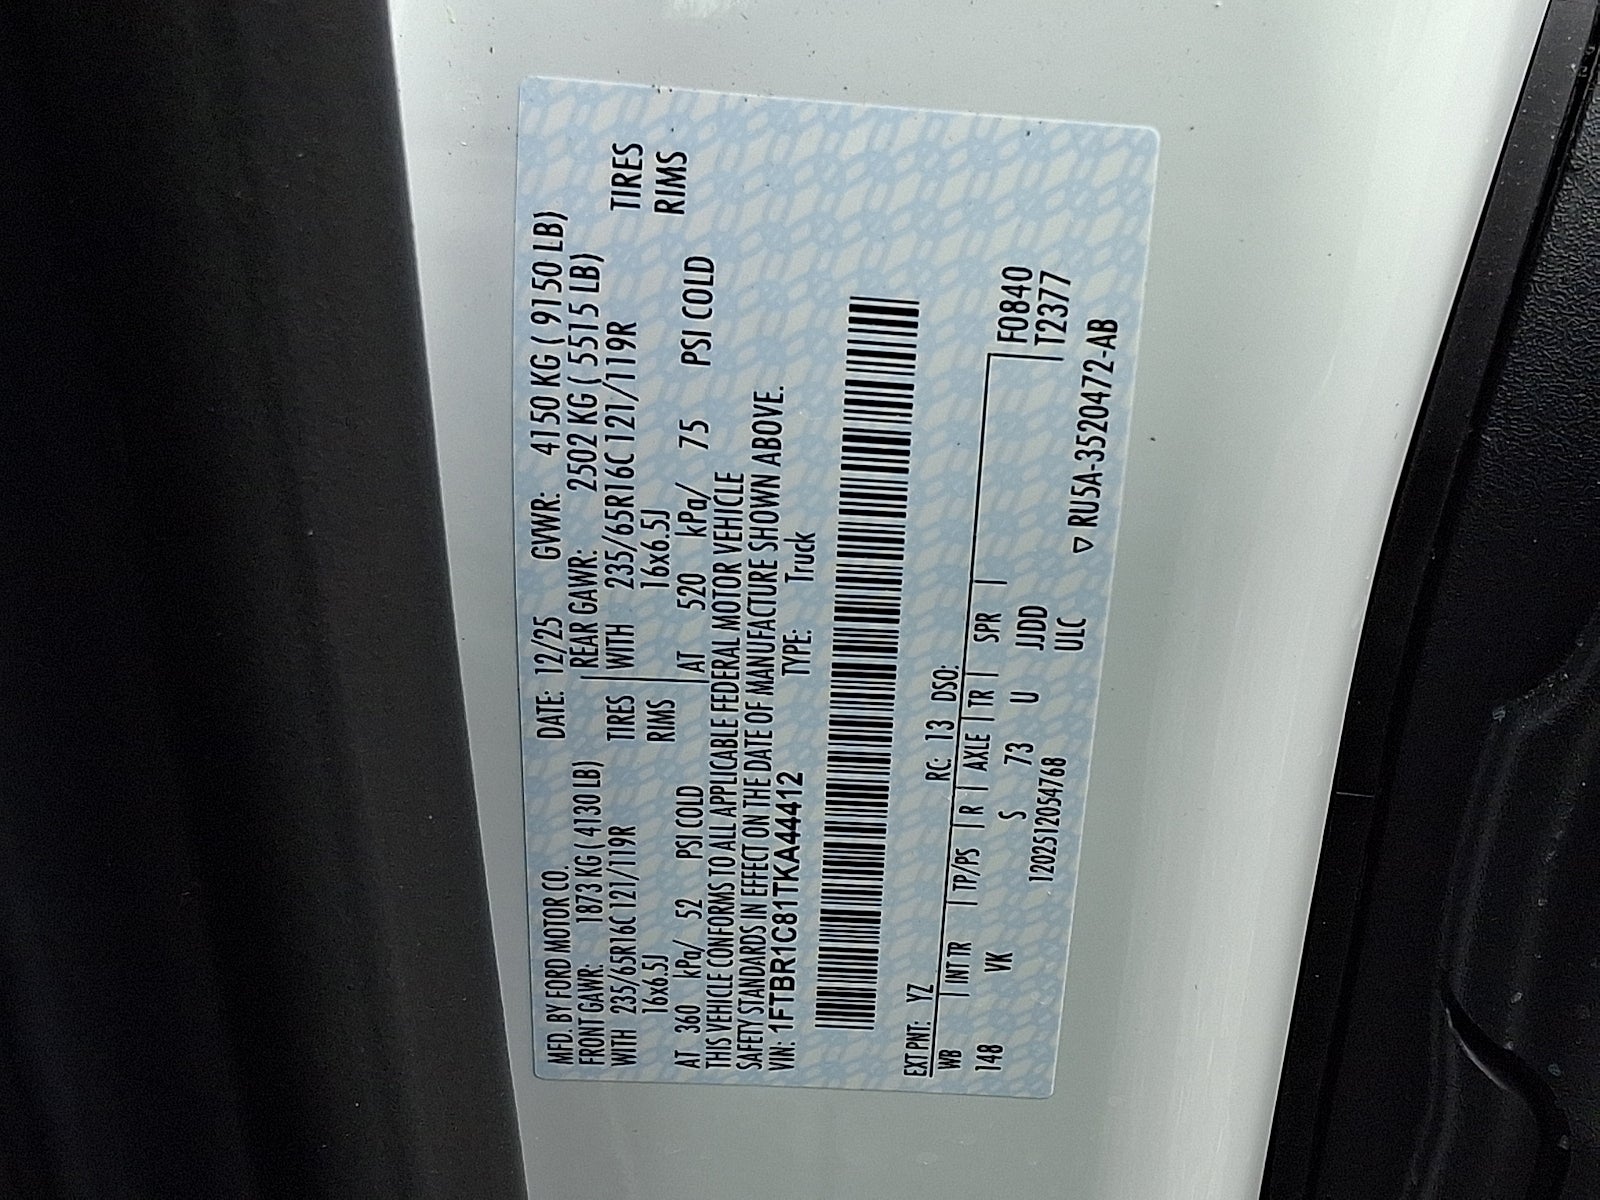 MFD. BY FORD MOTOR CO. DATE: 12/25 GVWR: 4150 KG ( 9150 LB)
FRONT GAWR: 1873 KG ( 4130 LB) REAR GAWR: 2502 KG ( 5515 LB)
WITH 235/65R16C 121/119R TIRES WITH 235/65R16C 121/119R TIRES
16x6.5J RIMS 16x6.5J RIMS
AT 360 kPa/ 52 PSI COLD AT 520 kPa/ 75 PSI COLD
THIS VEHICLE CONFORMS TO ALL APPLICABLE FEDERAL MOTOR VEHICLE
SAFETY STANDARDS IN EFFECT ON THE DATE OF MANUFACTURE SHOWN ABOVE.
VIN: 1FTBR1C81TKA44412 TYPE: Truck
EXT PNT: YZ RC: 13 DSO:
WB INT TR TP/PS R AXLE TR SPR F0840
148 VK S 73 U JJDD T2377
1202512054768 ULC
▽ RU5A-3520472-AB